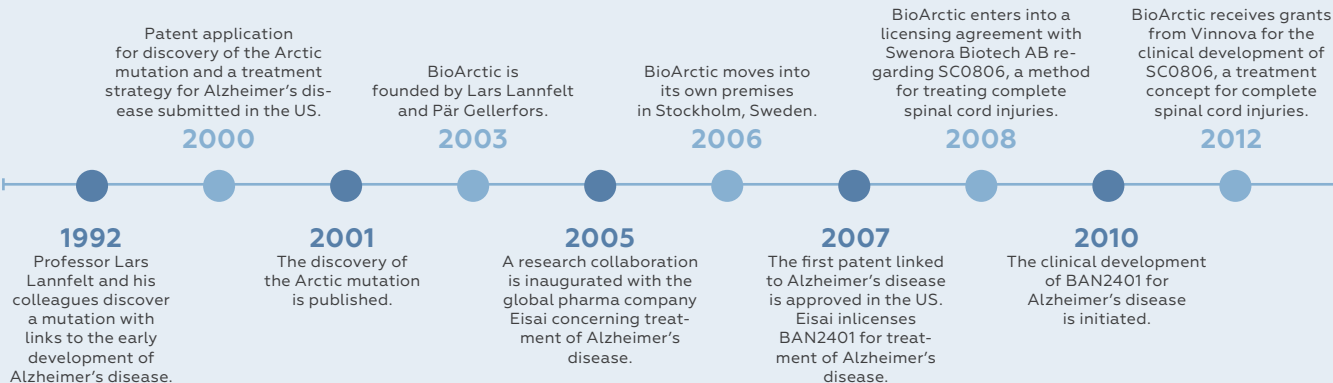 Patent application
for discovery of the Arctic
mutation and a treatment
strategy for Alzheimer's dis-
ease submitted in the US.
2000
BioArctic is
founded by Lars Lannfelt
and Pär Gellerfors.
2003
BioArctic moves into
its own premises
in Stockholm, Sweden.
2006
BioArctic enters into a
licensing agreement with
Swenora Biotech AB re-
garding SC0806, a method
for treating complete
spinal cord injuries.
2008
BioArctic receives grants
from Vinnova for the
clinical development of
SC0806, a treatment
concept for complete
spinal cord injuries.
2012
1992
Professor Lars
Lannfelt and his
colleagues discover
a mutation with
links to the early
development of
Alzheimer's disease.
2001
The discovery of
the Arctic mutation
is published.
2005
A research collaboration
is inaugurated with the
global pharma company
Eisai concerning treat-
ment of Alzheimer's
disease.
2007
The first patent linked
to Alzheimer's disease
is approved in the US.
Eisai inlicenses
BAN2401 for treat-
ment of Alzheimer's
disease.
2010
The clinical development
of BAN2401 for
Alzheimer's disease
is initiated.